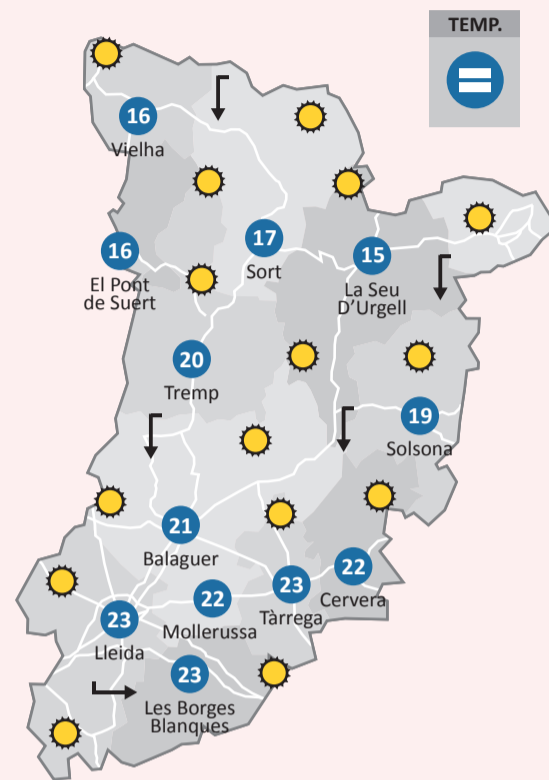 TEMP.
16
Vielha
16
El Pont
de Suert
17
Sort
15
La Seu
D’Urgell
20
Tremp
19
Solsona
21
Balaguer
22
Cervera
23
Tàrrega
22
Mollerussa
23
Lleida
23
Les Borges
Blanques